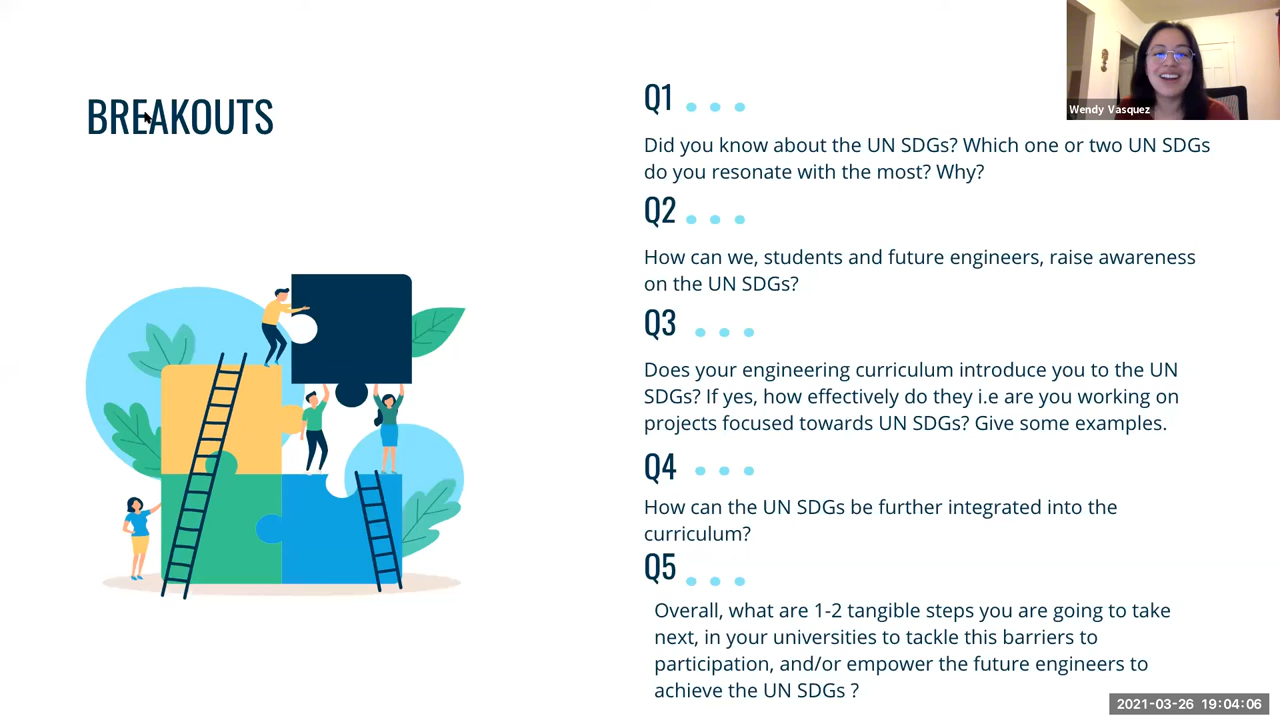 BREAKOUTS
Q1
Did you know about the UN SDGs? Which one or two UN SDGs
do you resonate with the most? Why?
Q2
How can we, students and future engineers, raise awareness
on the UN SDGs?
Q3
Does your engineering curriculum introduce you to the UN
SDGs? If yes, how effectively do they i.e are you working on
projects focused towards UN SDGs? Give some examples.
Q4
How can the UN SDGs be further integrated into the
curriculum?
Q5
Overall, what are 1-2 tangible steps you are going to take
next, in your universities to tackle this barriers to
participation, and/or empower the future engineers to
achieve the UN SDGs ?
Wendy Vasquez
2021-03-26 19:04:06